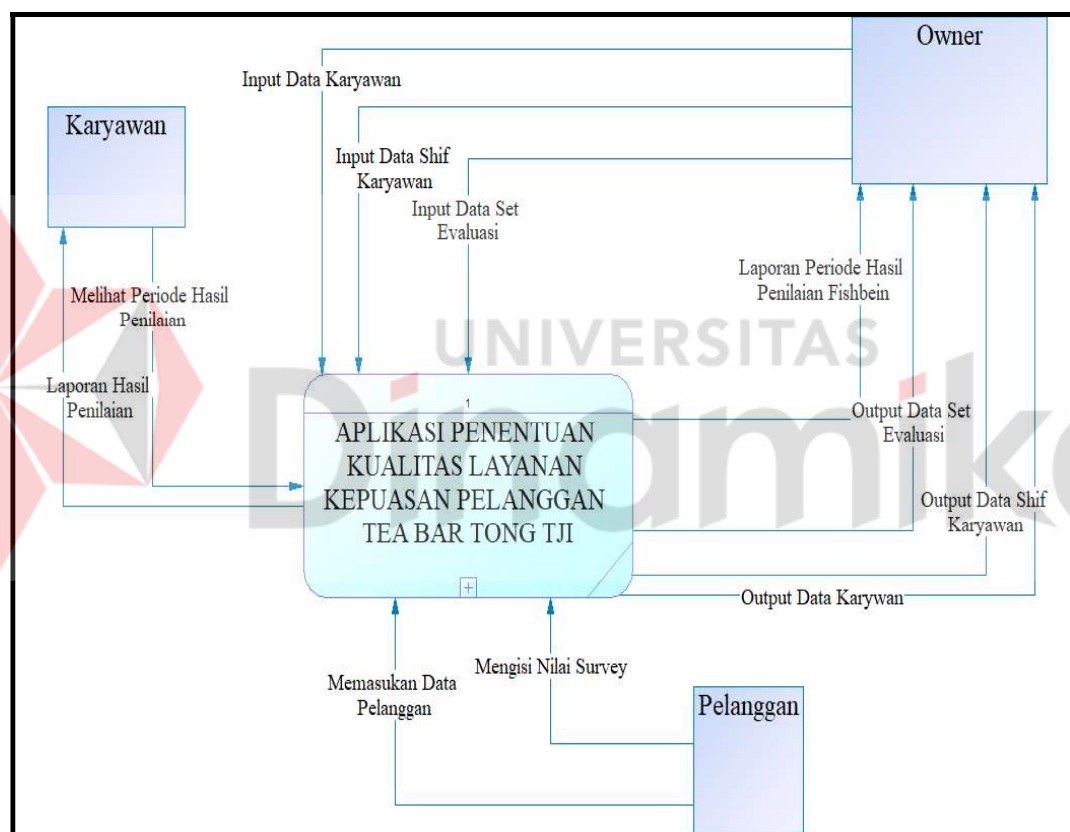 Owner
Input Data Karyawan
Karyawan
Input Data Shif
Karyawan
Input Data Set
Evaluasi
Laporan Periode Hasil
Penilaian Fishbein
Melihat Periode Hasil
Penilaian
UNIVERSITAS
Dinamika
Laporan Hasil
Penilaian
1
APLIKASI PENENTUAN
KUALITAS LAYANAN
KEPUASAN PELANGGAN
TEA BAR TONG TJI
Output Data Set
Evaluasi
Output Data Shif
Karyawan
Output Data Karywan
Mengisi Nilai Survey
Memasukan Data
Pelanggan
Pelanggan